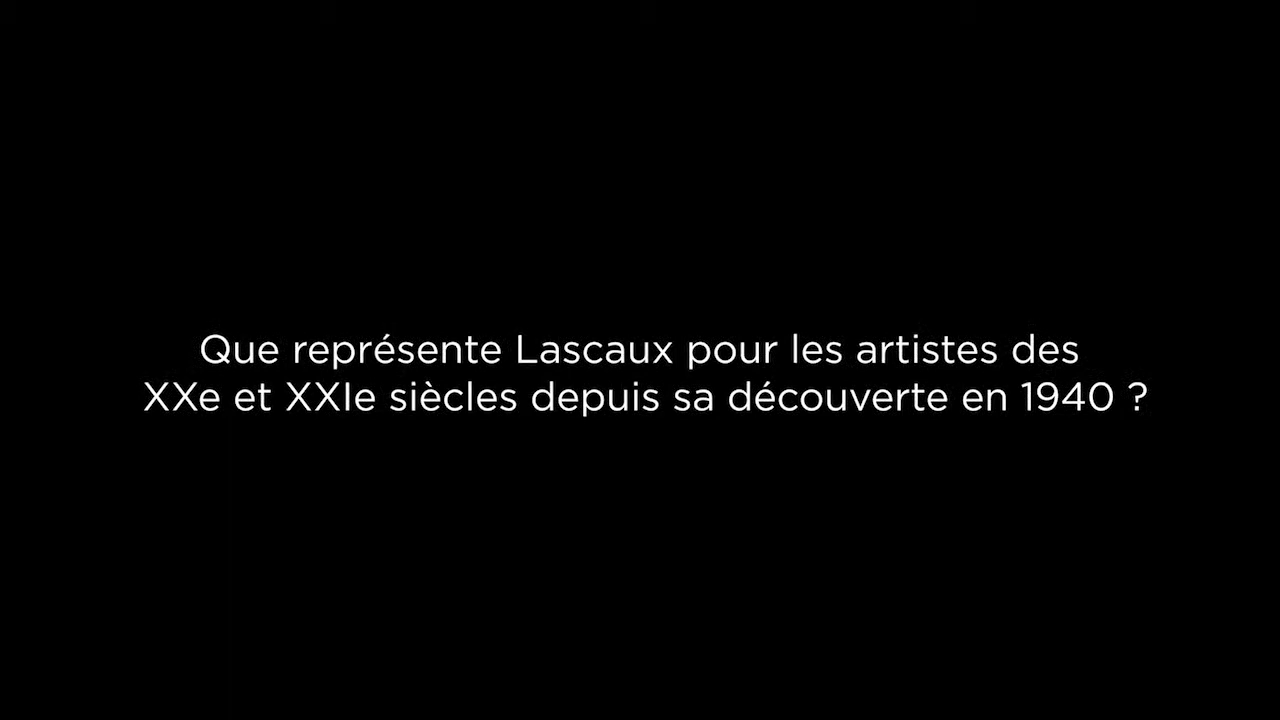 Que représente Lascaux pour les artistes des
XXe et XXIe siècles depuis sa découverte en 1940 ?